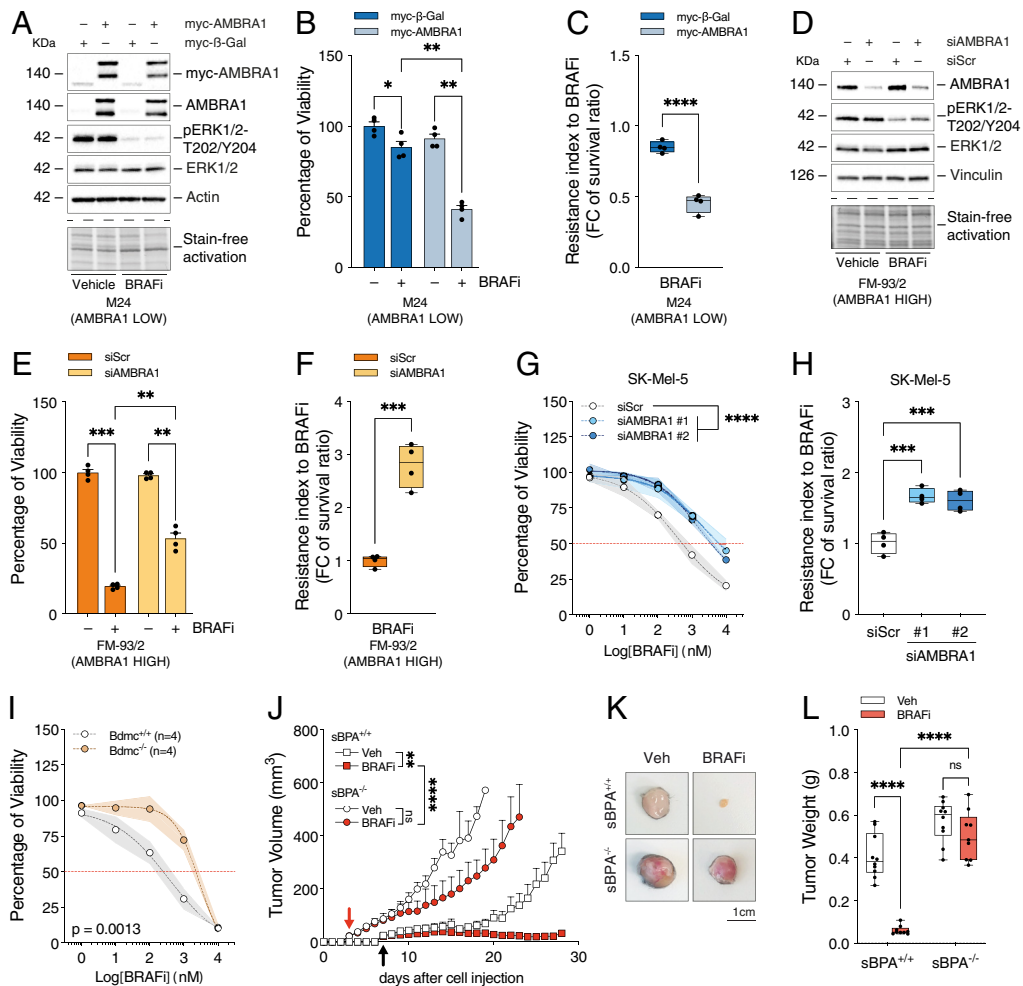 A
− + − + myc-AMBRA1
KDa + − + − myc-ß-Gal
140 – – myc-AMBRA1
140 – – AMBRA1
42 – pERK1/2-
T202/Y204
42 – – ERK1/2
42 – – Actin
– Stain-free
activation
Vehicle BRAFi
M24
(AMBRA1 LOW)
B
myc-β-Gal
myc-AMBRA1
Percentage of Viability
150
100
50
0
* ** **
− + − + BRAFi
M24
(AMBRA1 LOW)
C
myc-β-Gal
myc-AMBRA1
Resistance index to BRAFi
(FC of survival ratio)
1.5
1.0
0.5
0.0
****
BRAFi
M24
(AMBRA1 LOW)
D
− + − + siAMBRA1
KDa + − + − siScr
140 – – AMBRA1
42 – pERK1/2-
T202/Y204
42 – – ERK1/2
126 – – Vinculin
– Stain-free
activation
Vehicle BRAFi
FM-93/2
(AMBRA1 HIGH)
E
siScr
siAMBRA1
Percentage of Viability
150
100
50
0
** *** **
− + − + BRAFi
FM-93/2
(AMBRA1 HIGH)
F
siScr
siAMBRA1
Resistance index to BRAFi
(FC of survival ratio)
4
3
2
1
0
***
BRAFi
FM-93/2
(AMBRA1 HIGH)
G
SK-Mel-5
siScr
siAMBRA1 #1
siAMBRA1 #2
****
Percentage of Viability
150
125
100
75
50
25
0
0 1 2 3 4
Log[BRAFi] (nM)
H
SK-Mel-5
Resistance index to BRAFi
(FC of survival ratio)
3
2
1
0
*** ***
siScr #1 #2
siAMBRA1
I
Bdmc+/+ (n=4)
Bdmc-/- (n=4)
Percentage of Viability
150
125
100
75
50
25
0
p = 0.0013
0 1 2 3 4
Log[BRAFi] (nM)
J
sBPA+/+
Veh
BRAFi
sBPA-/-
Veh
BRAFi
** **** ns
Tumor Volume (mm3)
800
600
400
200
0
0 10 20 30
days after cell injection
K
Veh BRAFi
sBPA+/+
sBPA-/-
1cm
L
Veh
BRAFi
Tumor Weight (g)
1.0
0.8
0.6
0.4
0.2
0.0
**** **** ns
sBPA+/+ sBPA-/-